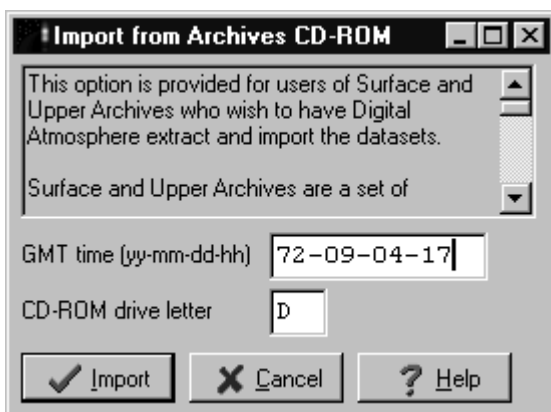 Import from Archives CD-ROM
This option is provided for users of Surface and
Upper Archives who wish to have Digital
Atmosphere extract and import the datasets.
Surface and Upper Archives are a set of
GMT time (yy-mm-dd-hh) 72-09-04-17
CD-ROM drive letter D
Import Cancel Help